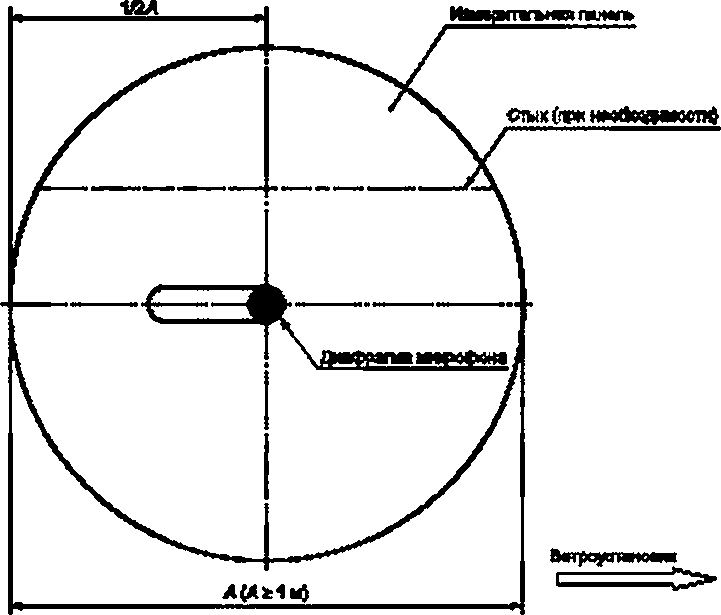 1/2A
Измерительная панель
Стык (при необходимости)
Диафрагма микрофона
Ветроустановка
A (A ≥ 1 м)